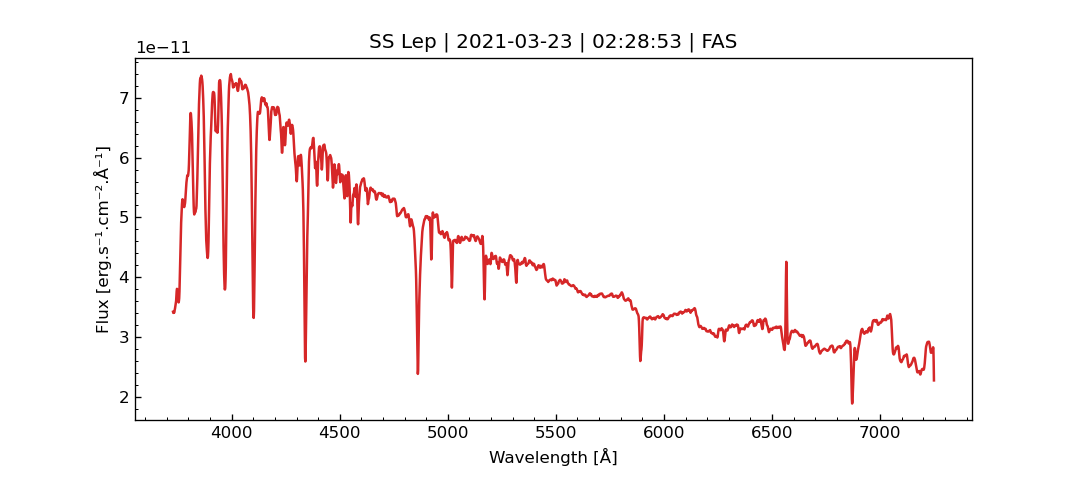 SS Lep | 2021-03-23 | 02:28:53 | FAS
1e−11
7
6
5
4
3
2
Flux [erg.s⁻¹.cm⁻².Å⁻¹]
4000 4500 5000 5500 6000 6500 7000
Wavelength [Å]